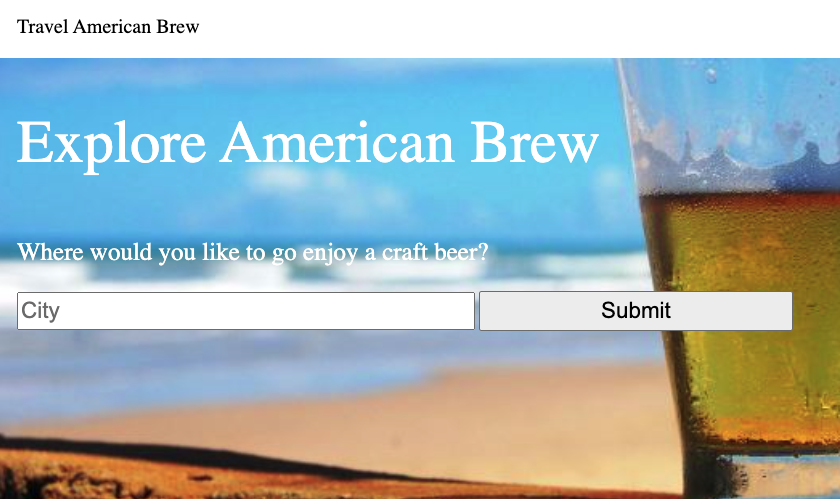 Travel American Brew
Explore American Brew
Where would you like to go enjoy a craft beer?
City
Submit